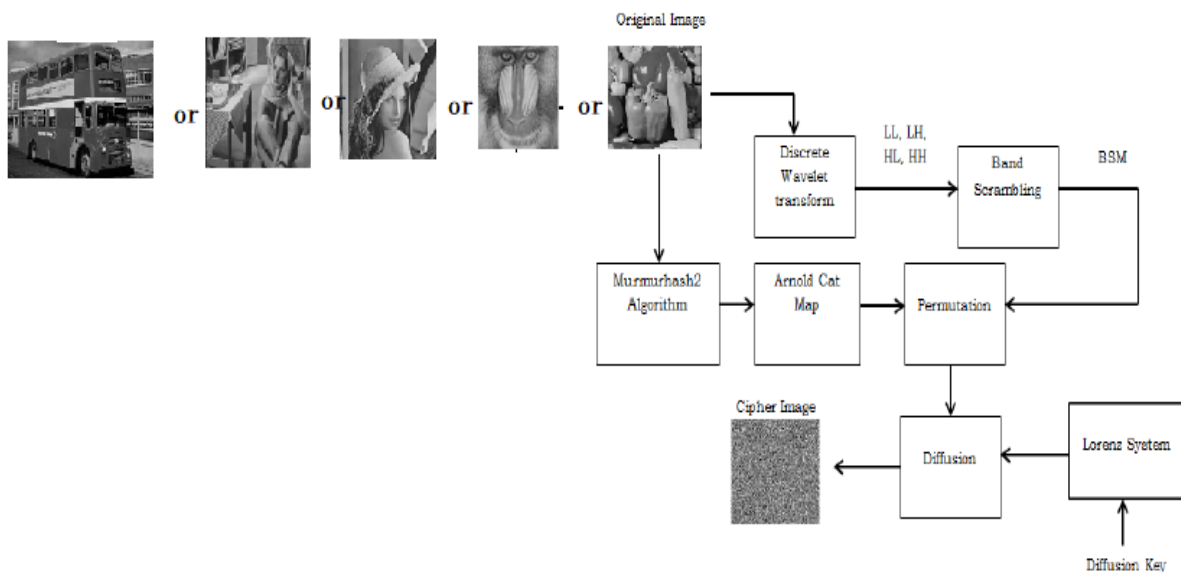 Original Image
or
or
or
or
LL, LH,
HL, HH
BSM
Discrete
Wavelet
transform
Band
Scrambling
Murmurhash2
Algorithm
Arnold Cat
Map
Permutation
Cipher Image
Diffusion
Lorenz System
Diffusion Key